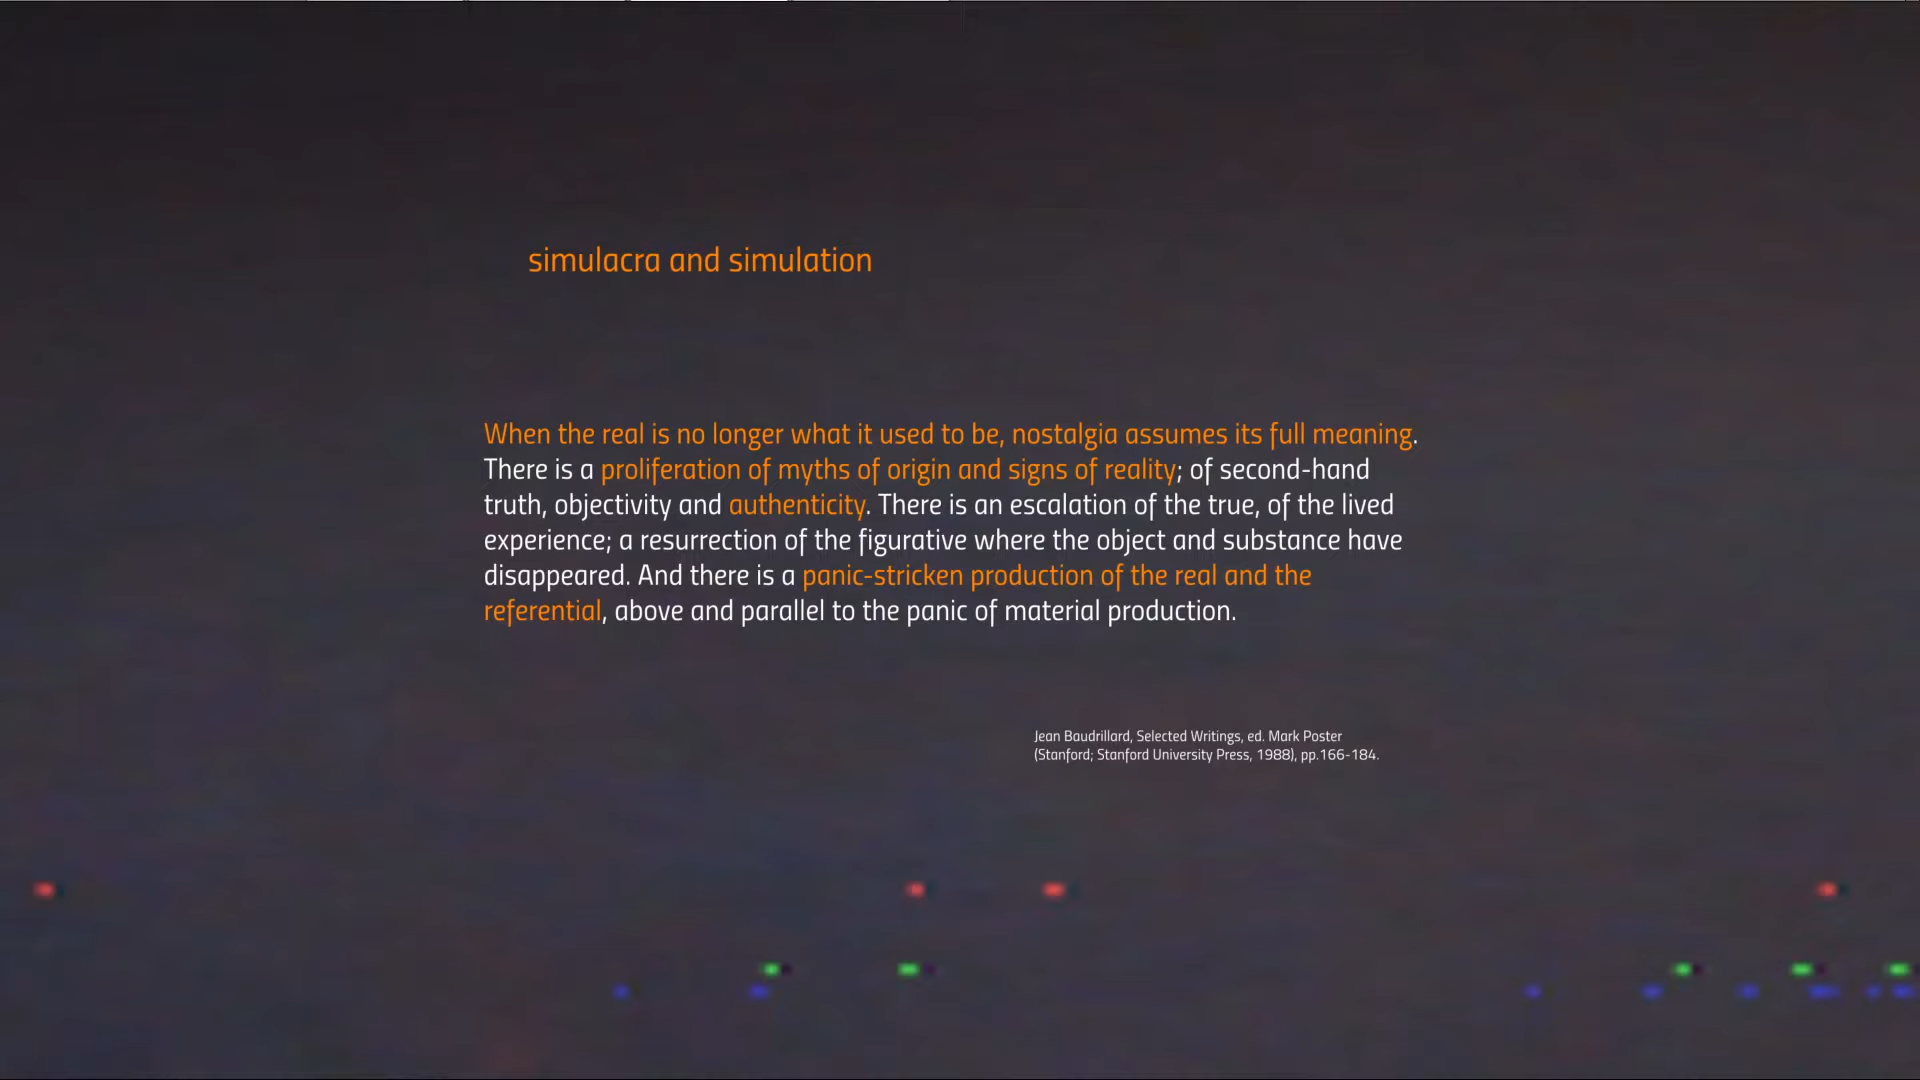 simulacra and simulation
When the real is no longer what it used to be, nostalgia assumes its full meaning.
There is a proliferation of myths of origin and signs of reality; of second-hand
truth, objectivity and authenticity. There is an escalation of the true, of the lived
experience; a resurrection of the figurative where the object and substance have
disappeared. And there is a panic-stricken production of the real and the
referential, above and parallel to the panic of material production.
Jean Baudrillard, Selected Writings, ed. Mark Poster
(Stanford; Stanford University Press, 1988), pp.166-184.